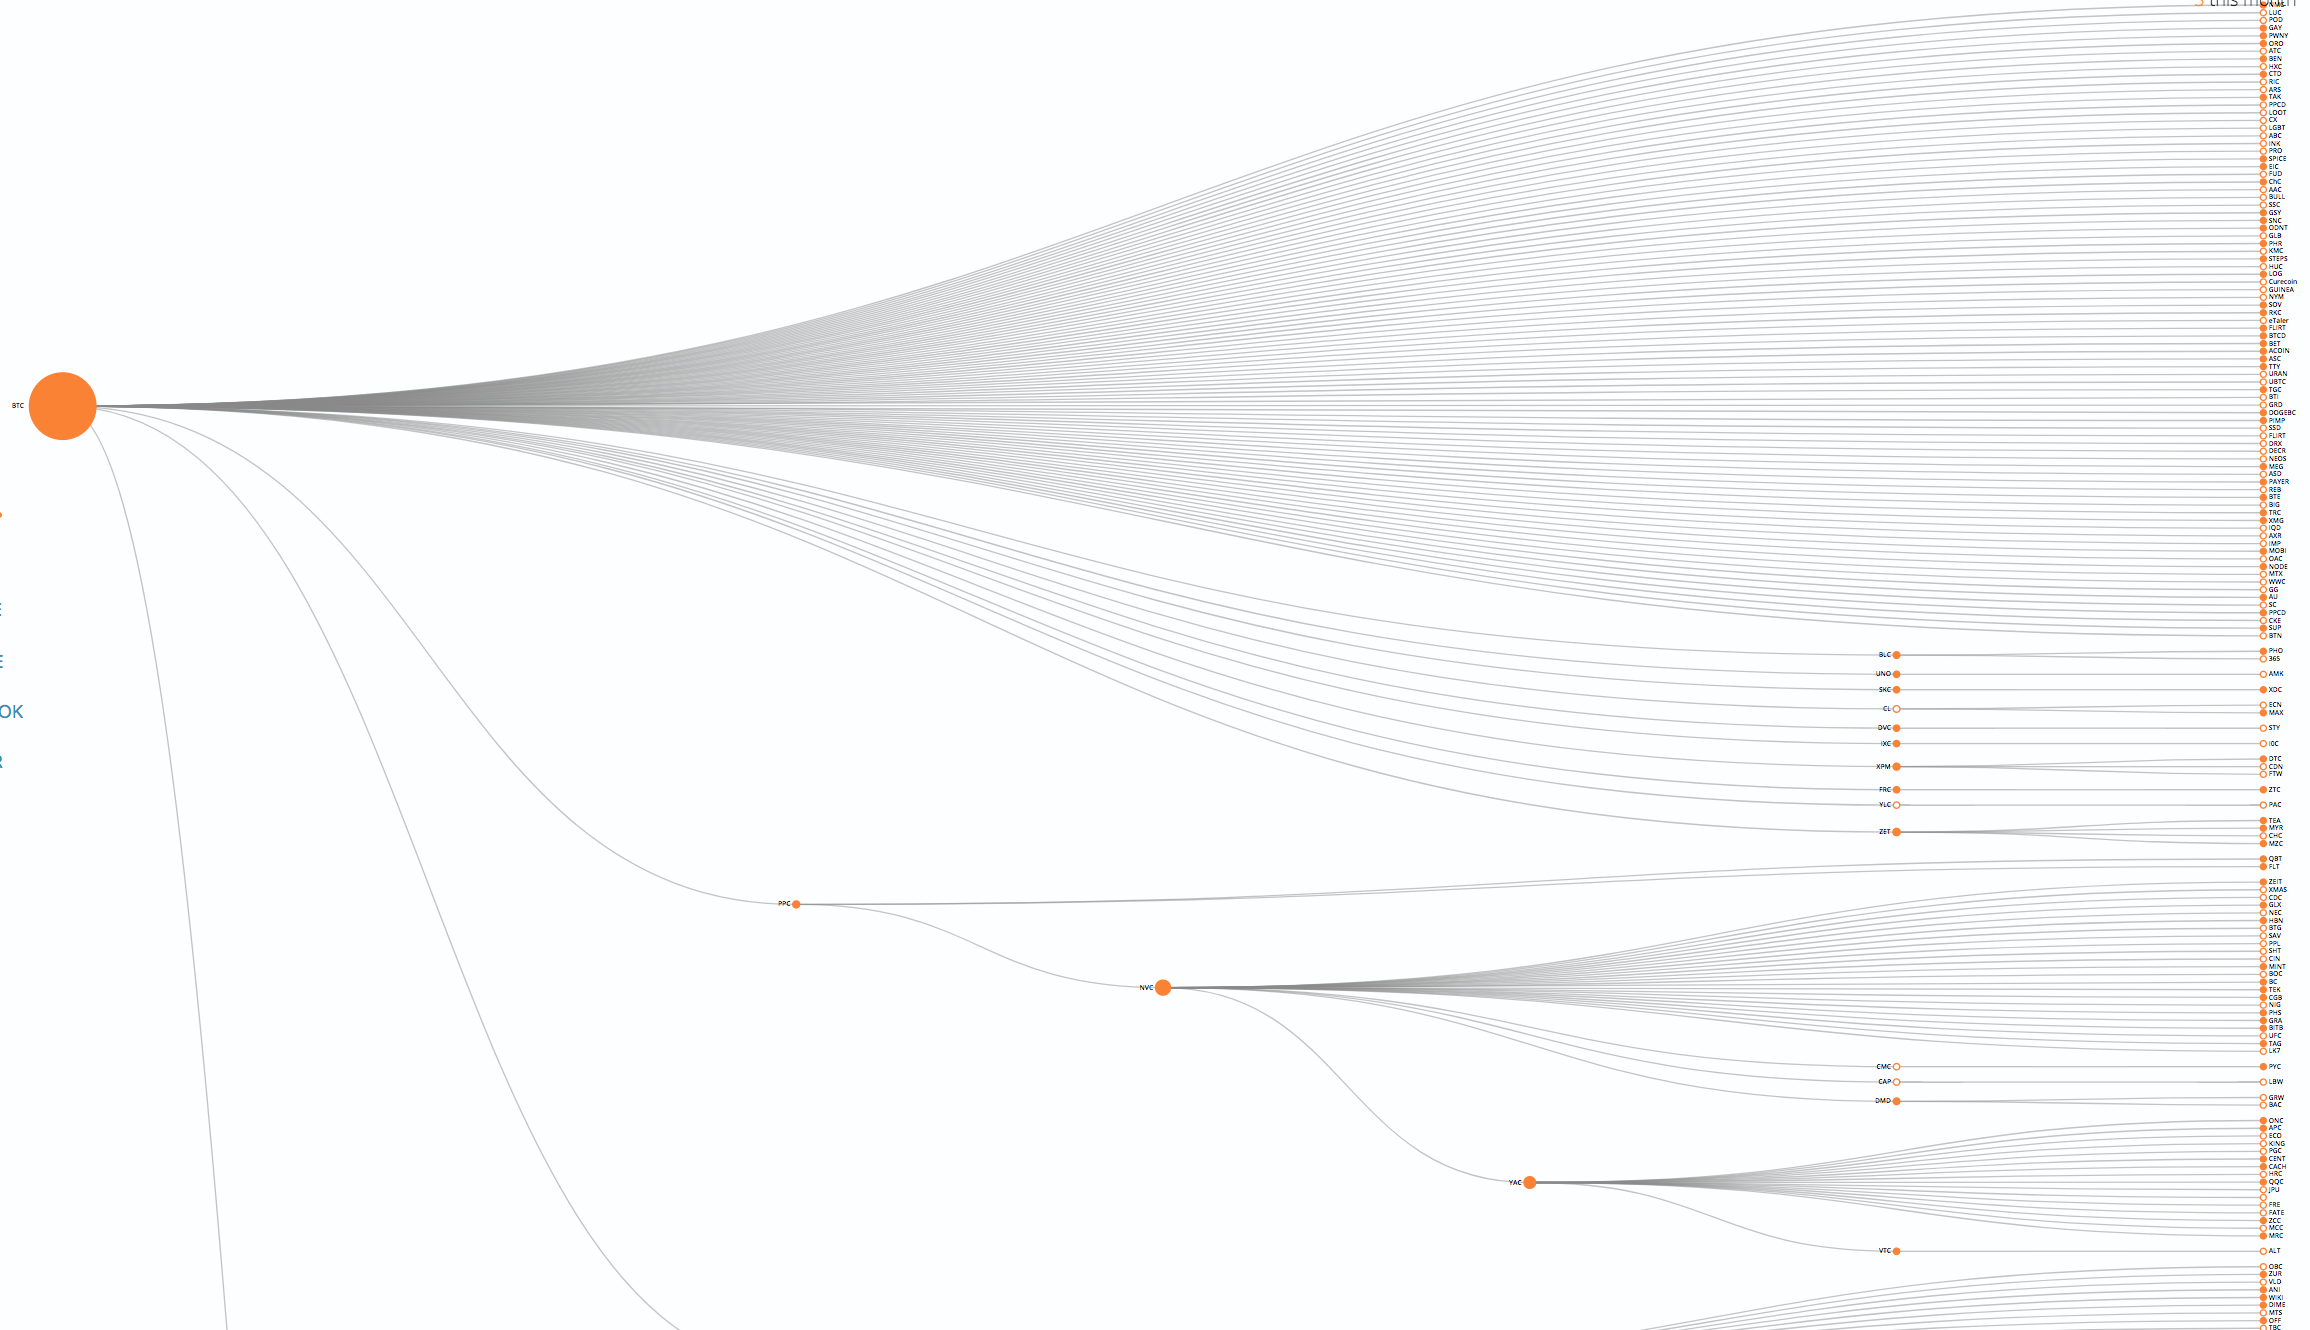 5 this month
NMC
LUC
POD
GAY
PWNY
ORO
ATC
BEN
HXC
CTD
RIC
ARS
TAK
PPCD
LOOT
CX
LGBT
ABC
INK
PRO
SPICE
EIC
FUD
ChC
AAC
BULL
SSC
GSY
SNC
ODNT
GLB
PHR
KMC
STEPS
HUC
LOG
Curecoin
GUINEA
NYM
SOV
RKC
eTaler
FLIRT
BTCD
BET
ACOIN
ASC
TTY
URAN
UBTC
TGC
BTI
GRD
DOGEBC
PIMP
SSD
FLIRT
DRX
DECR
NEOS
MEG
ASD
PAYER
REB
BTE
BIG
TRC
XMG
IQD
AXR
IMP
MOBI
OAC
NODE
MTX
WWC
GG
AU
SC
PPCD
CKE
SUP
BTN
BTC
E
E
OK
R
BLC
PHO
365
UNO
AMK
SKC
XDC
CL
ECN
MAX
DVC
STY
IXC
I0C
XPM
DTC
CDN
FTW
FRC
ZTC
YLC
PAC
ZET
TEA
MYR
CHC
MZC
PPC
QBT
FLT
NVC
ZEIT
XMAS
CDC
GLX
NEC
HBN
BTG
SAV
PPL
SHT
CIN
MINT
BOC
BC
TEK
CGB
NIG
PHS
GRA
BITB
UFC
TAG
LK7
CMC
PYC
CAP
LBW
DMD
GRW
BAC
YAC
ONC
APC
ECO
KING
PGC
CENT
CACH
HRC
QQC
JPU
FRE
FATE
ZCC
MCC
MRC
VTC
ALT
OBC
ZUR
VLD
ANI
WIKI
DIME
MTS
OFF
TBC